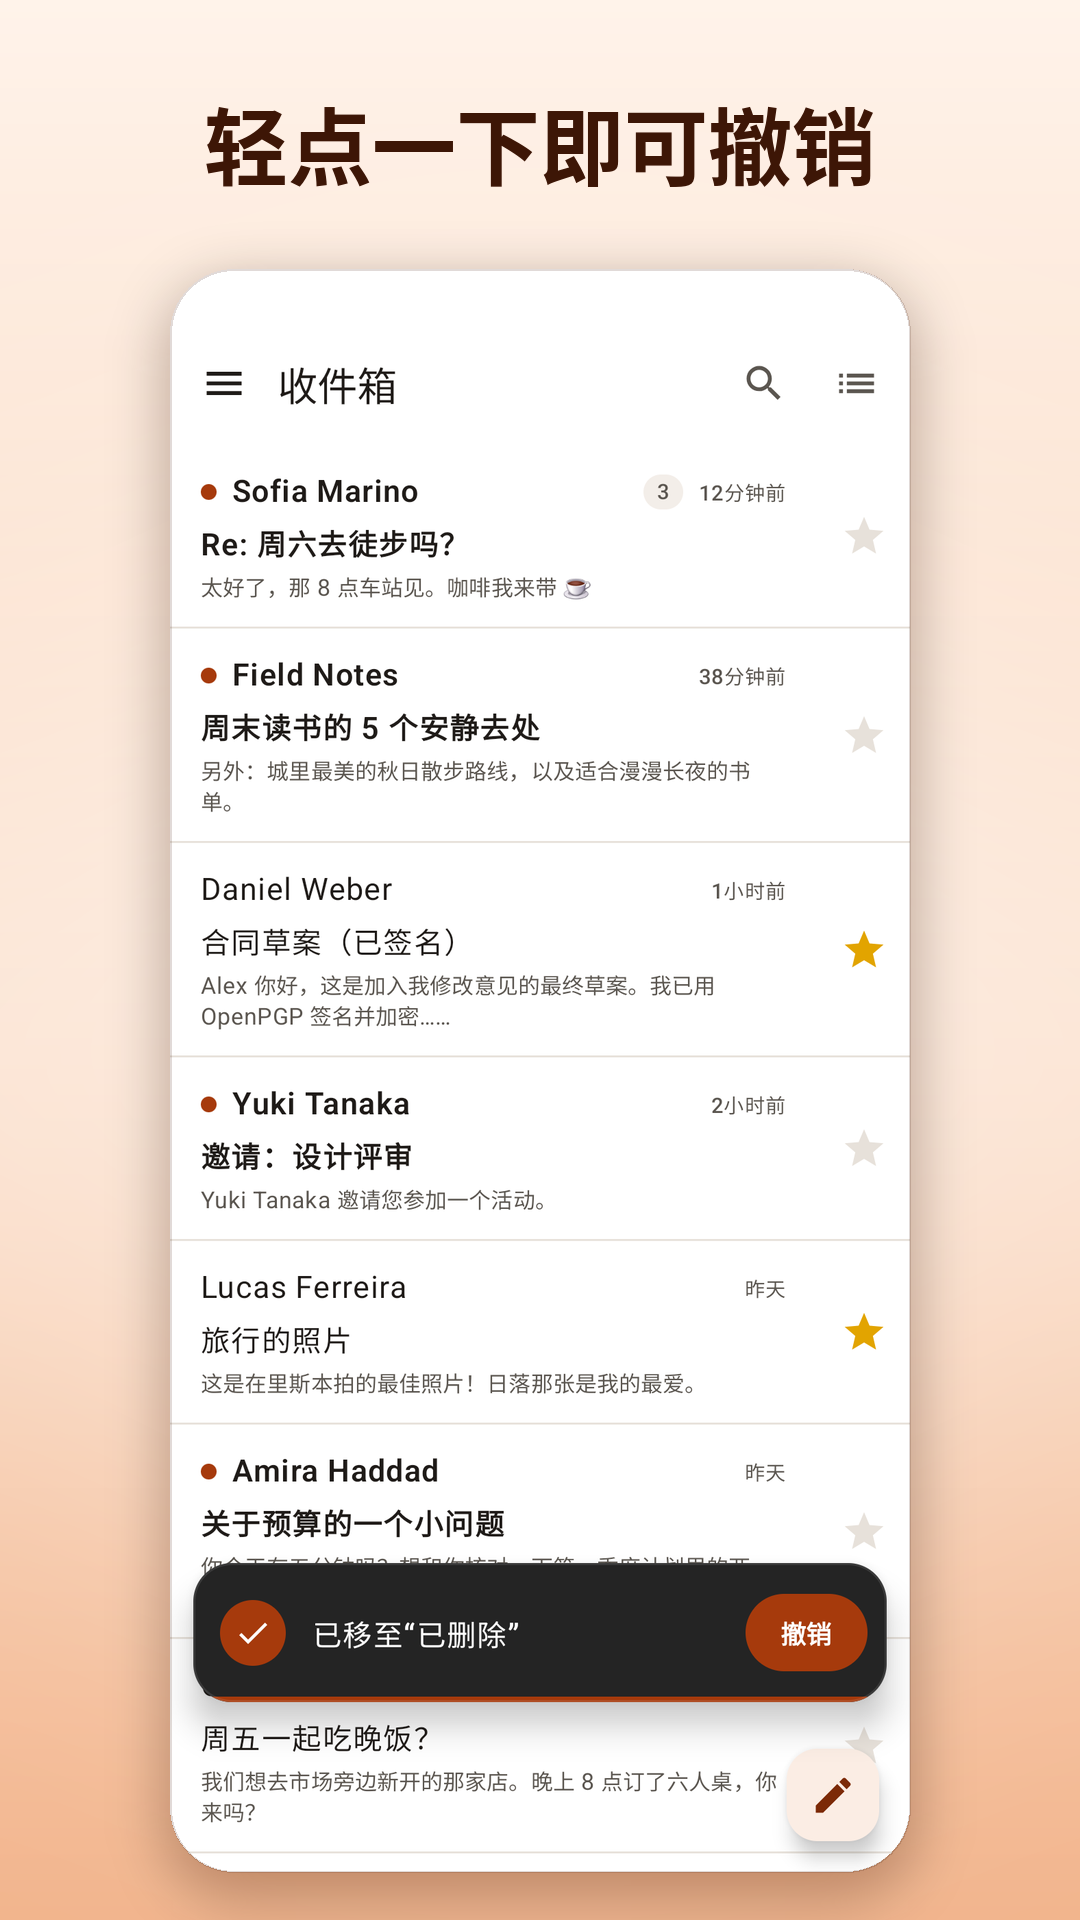 轻点一下即可撤销
收件箱
Sofia Marino 3 12分钟前
Re: 周六去徒步吗？
太好了，那 8 点车站见。咖啡我来带 ☕
Field Notes 38分钟前
周末读书的 5 个安静去处
另外：城里最美的秋日散步路线，以及适合漫漫长夜的书
单。
Daniel Weber 1小时前
合同草案（已签名）
Alex 你好，这是加入我修改意见的最终草案。我已用
OpenPGP 签名并加密……
Yuki Tanaka 2小时前
邀请：设计评审
Yuki Tanaka 邀请您参加一个活动。
Lucas Ferreira 昨天
旅行的照片
这是在里斯本拍的最佳照片！日落那张是我的最爱。
Amira Haddad 昨天
关于预算的一个小问题
已移至“已删除” 撤销
周五一起吃晚饭？
我们想去市场旁边新开的那家店。晚上 8 点订了六人桌，你
来吗？